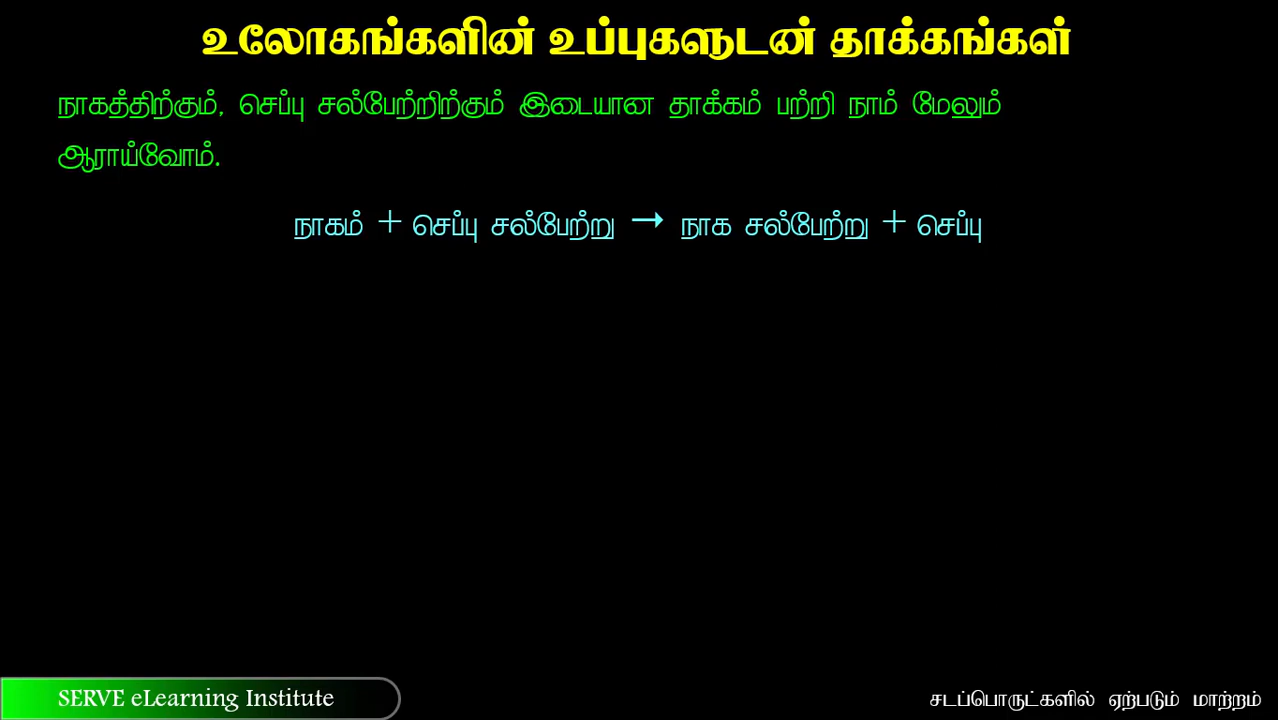 உலோகங்களின் உப்புகளுடன் தாக்கங்கள்
நாகத்திற்கும், செப்பு சல்பேற்றிற்கும் இடையான தாக்கம் பற்றி நாம் மேலும்
ஆராய்வோம்.
நாகம் + செப்பு சல்பேற்று → நாக சல்பேற்று + செப்பு
SERVE eLearning Institute
சடப்பொருட்களில் ஏற்படும் மாற்றம்